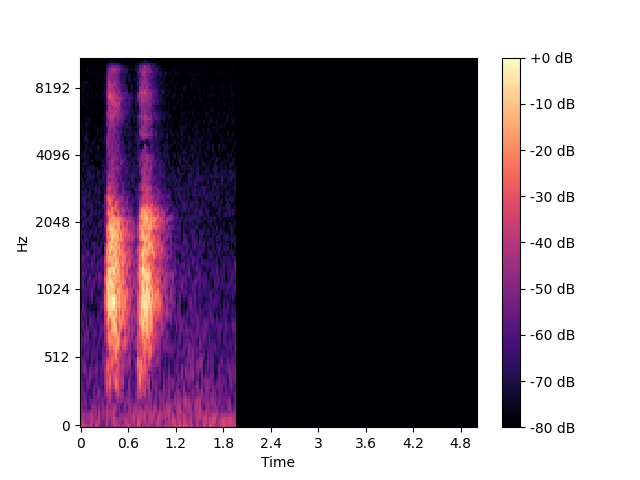 +0 dB
8192
-10 dB
4096
-20 dB
-30 dB
2048
Hz
-40 dB
1024
-50 dB
-60 dB
512
-70 dB
0
-80 dB
0 0.6 1.2 1.8 2.4 3 3.6 4.2 4.8
Time